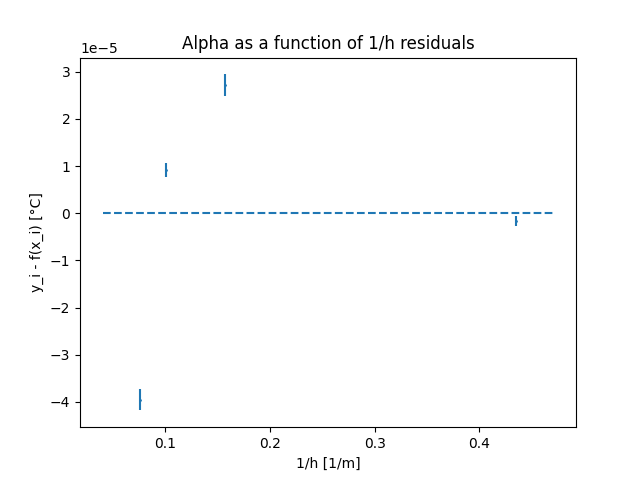 Alpha as a function of 1/h residuals
1e−5
3
2
1
0
−1
−2
−3
−4
y_i - f(x_i) [°C]
0.1 0.2 0.3 0.4
1/h [1/m]